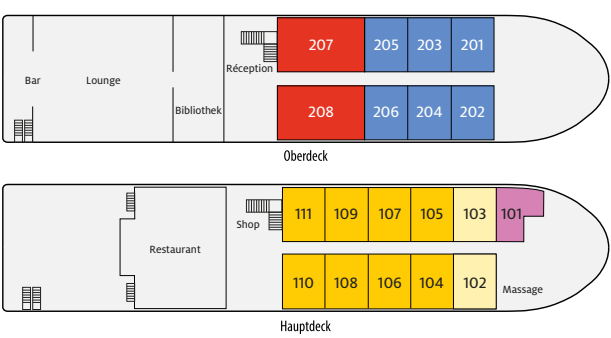 207 205 203 201
Réception
Bar Lounge
Bibliothek
208 206 204 202
Oberdeck
111 109 107 105 103 101
Shop
Restaurant
110 108 106 104 102
Massage
Hauptdeck